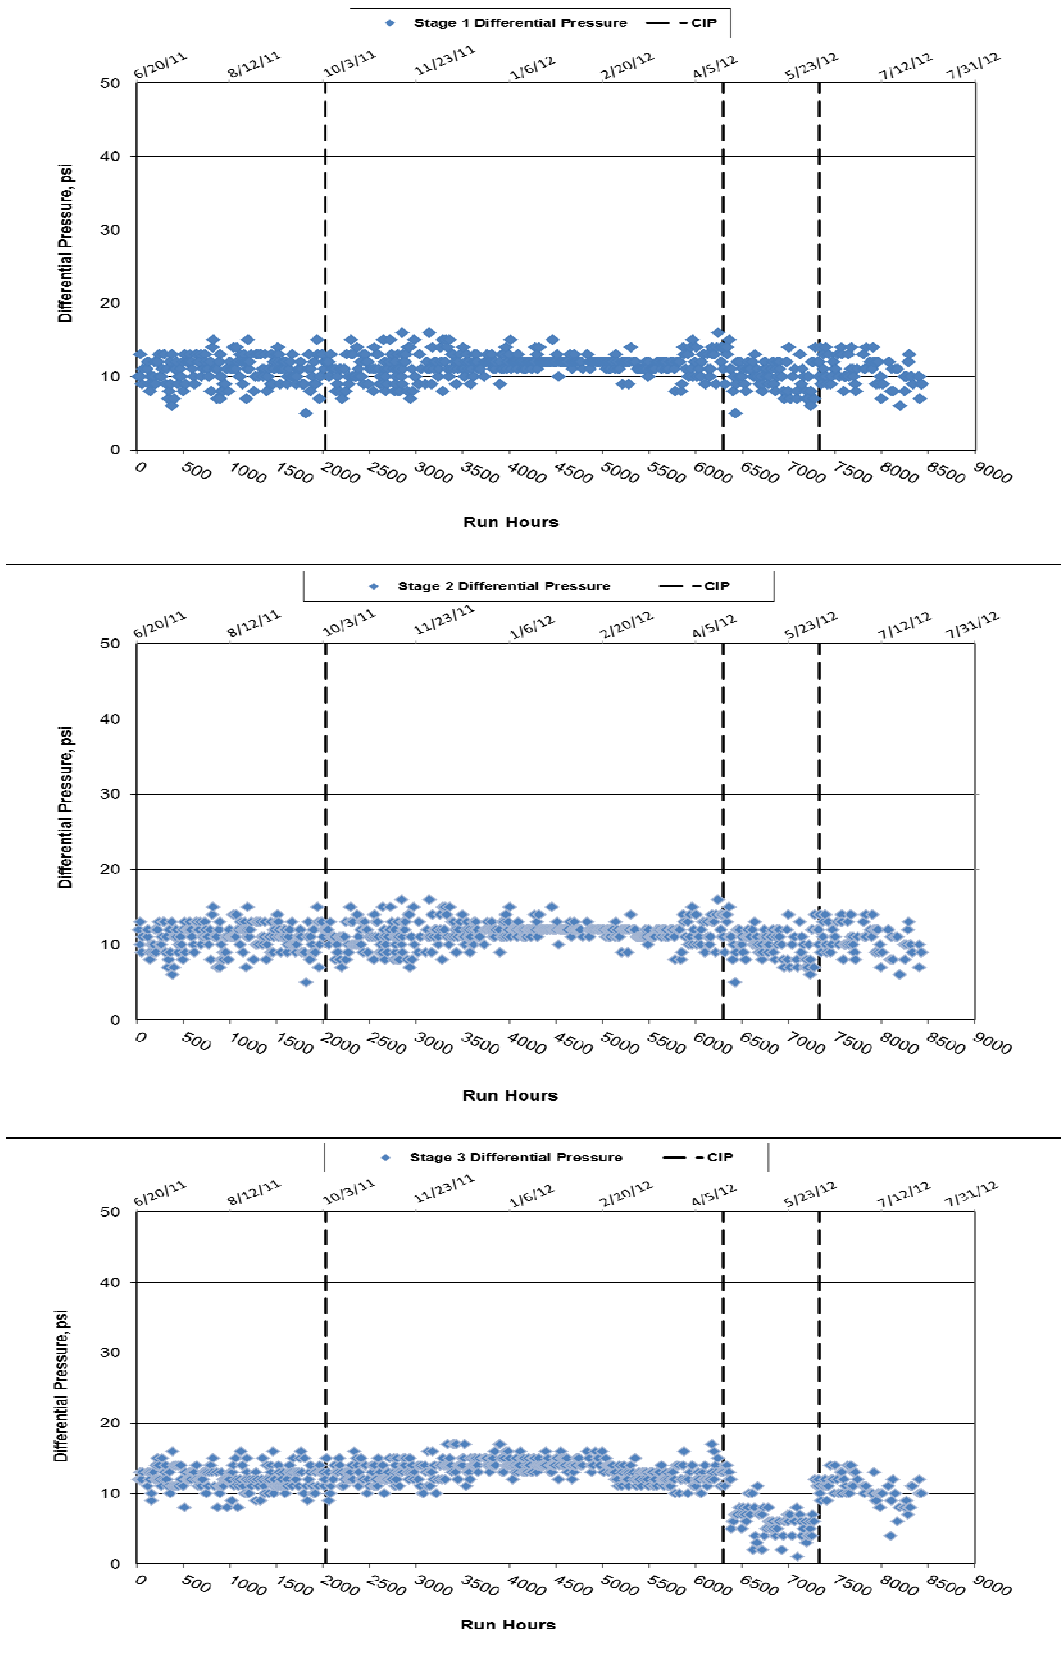 Stage 1 Differential Pressure CIP
6/20/11 8/12/11 10/3/11 11/23/11 1/6/12 2/20/12 4/5/12 5/23/12 7/12/12 7/31/12
50
40
30
20
10
0
Differential Pressure, psi
0 500 1000 1500 2000 2500 3000 3500 4000 4500 5000 5500 6000 6500 7000 7500 8000 8500 9000
Run Hours
Stage 2 Differential Pressure CIP
6/20/11 8/12/11 10/3/11 11/23/11 1/6/12 2/20/12 4/5/12 5/23/12 7/12/12 7/31/12
50
40
30
20
10
0
Differential Pressure, psi
0 500 1000 1500 2000 2500 3000 3500 4000 4500 5000 5500 6000 6500 7000 7500 8000 8500 9000
Run Hours
Stage 3 Differential Pressure CIP
6/20/11 8/12/11 10/3/11 11/23/11 1/6/12 2/20/12 4/5/12 5/23/12 7/12/12 7/31/12
50
40
30
20
10
0
Differential Pressure, psi
0 500 1000 1500 2000 2500 3000 3500 4000 4500 5000 5500 6000 6500 7000 7500 8000 8500 9000
Run Hours